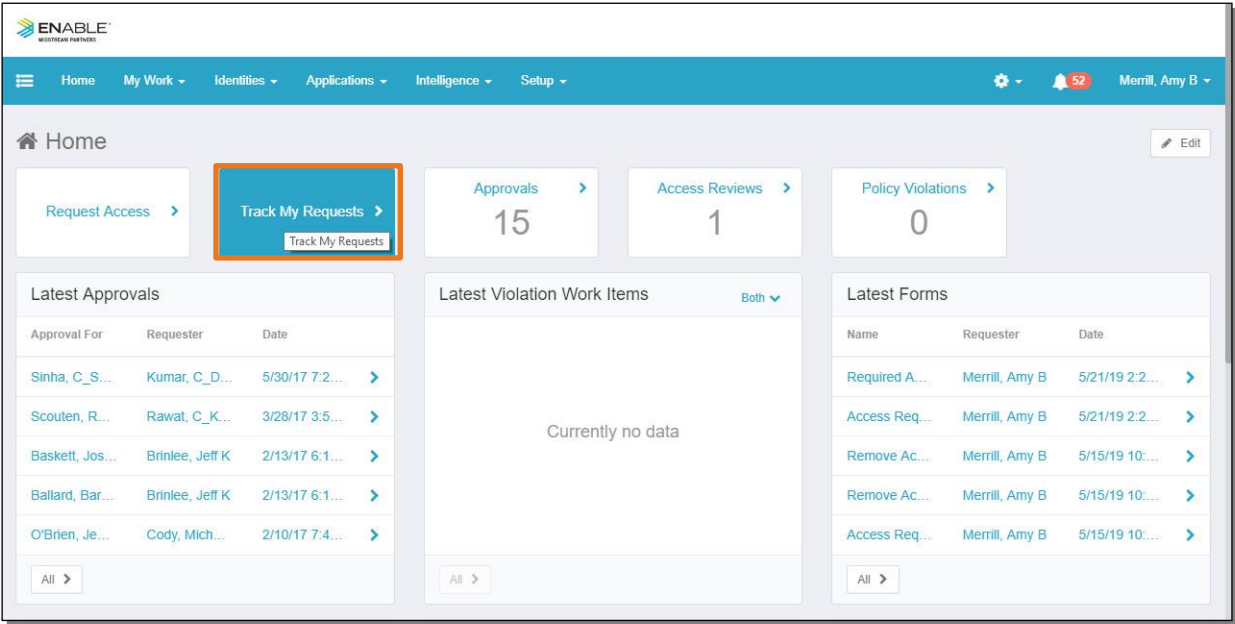 ENABLE
MIDSTREAM PARTNERS
Home My Work Identities Applications Intelligence Setup 52 Merrill, Amy B
Home Edit
Request Access Track My Requests Approvals Access Reviews Policy Violations
15 1 0
Track My Requests
Latest Approvals Latest Violation Work Items Both Latest Forms
Approval For Requester Date Name Requester Date
Sinha, C_S... Kumar, C_D... 5/30/17 7:2... Required A... Merrill, Amy B 5/21/19 2:2...
Scouten, R... Rawat, C_K... 3/28/17 3:5... Access Req... Merrill, Amy B 5/21/19 2:2...
Currently no data
Baskett, Jos... Brinlee, Jeff K 2/13/17 6:1... Remove Ac... Merrill, Amy B 5/15/19 10:...
Ballard, Bar... Brinlee, Jeff K 2/13/17 6:1... Remove Ac... Merrill, Amy B 5/15/19 10:...
O'Brien, Je... Cody, Mich... 2/10/17 7:4... Access Req... Merrill, Amy B 5/15/19 10:...
All All All